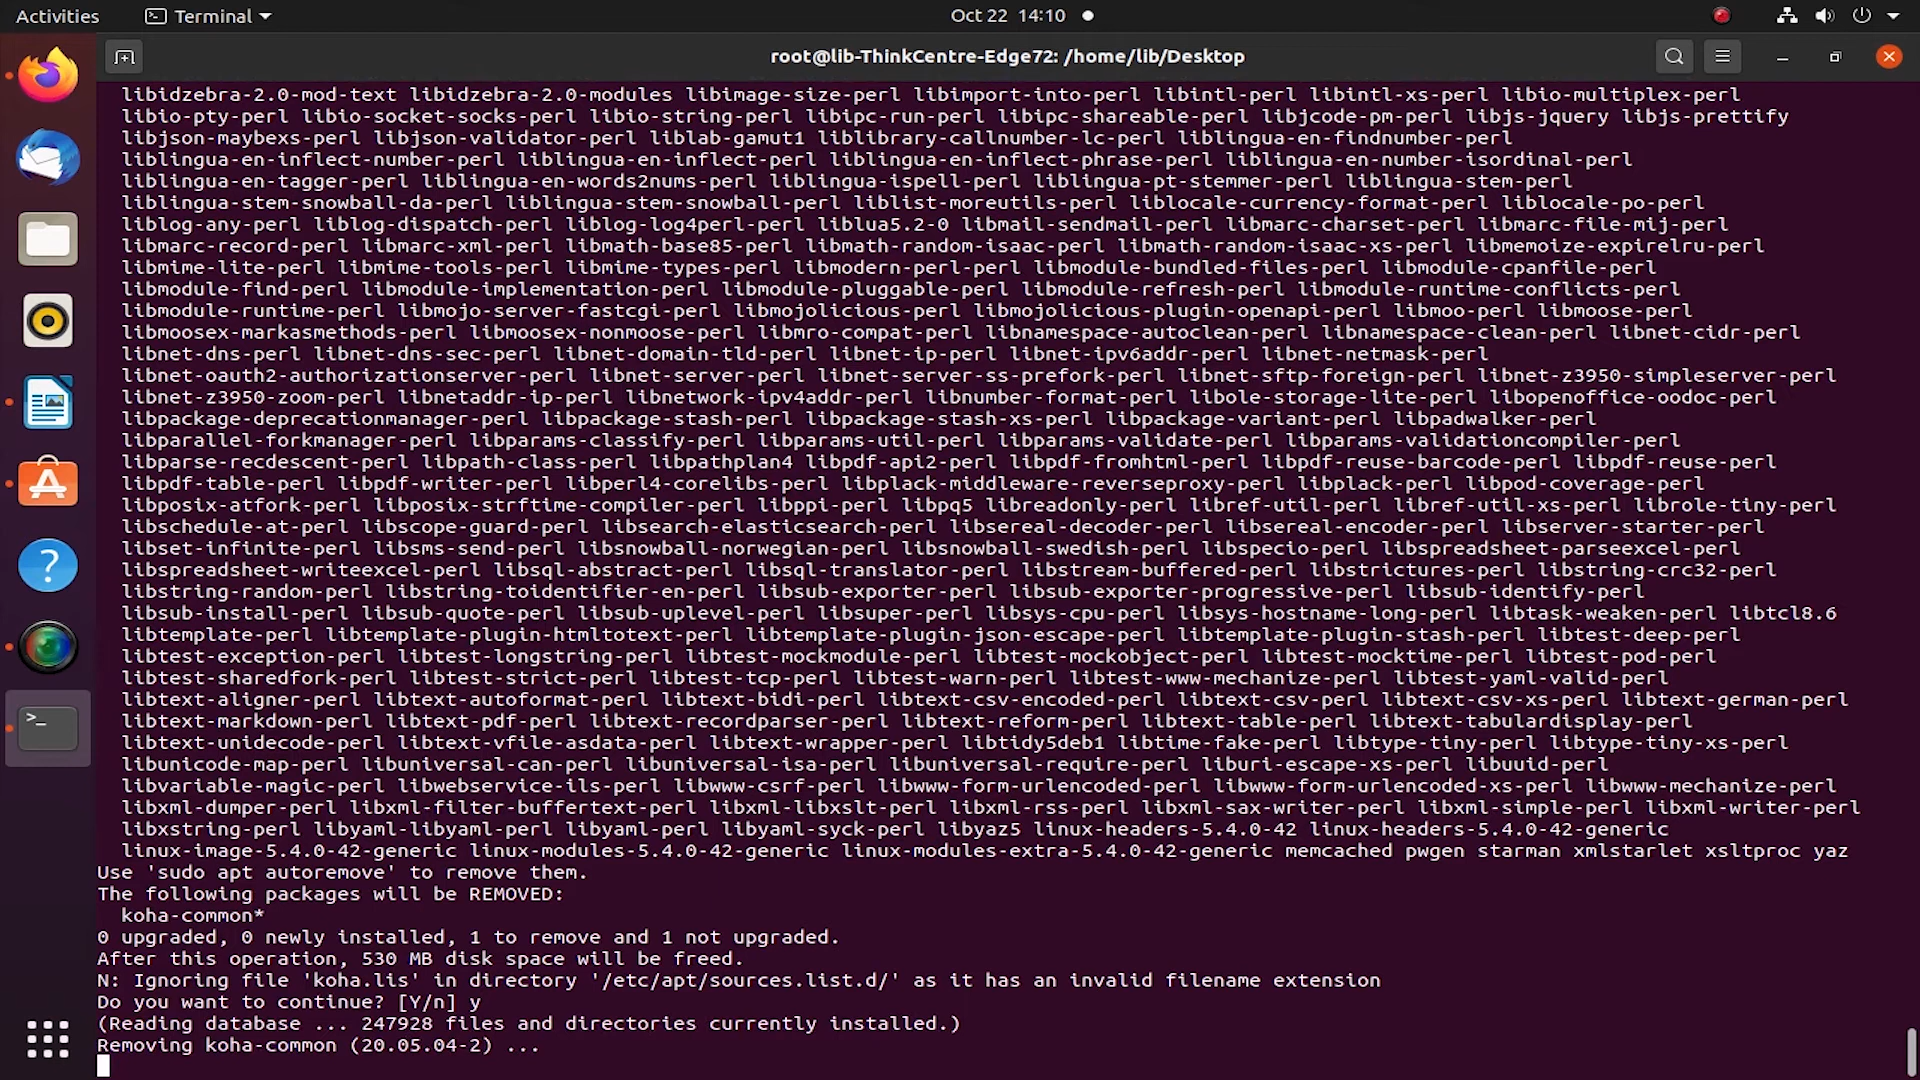 Activities
Terminal
Oct 22 14:10
root@lib-ThinkCentre-Edge72: /home/lib/Desktop
libidzebra-2.0-mod-text libidzebra-2.0-modules libimage-size-perl libimport-into-perl libintl-perl libintl-xs-perl libio-multiplex-perl
libio-pty-perl libio-socket-socks-perl libio-string-perl libipc-run-perl libipc-shareable-perl libjcode-pm-perl libjs-jquery libjs-prettify
libjson-maybexs-perl libjson-validator-perl liblab-gamut1 liblibrary-callnumber-lc-perl liblingua-en-findnumber-perl
liblingua-en-inflect-number-perl liblingua-en-inflect-perl liblingua-en-inflect-phrase-perl liblingua-en-number-isordinal-perl
liblingua-en-tagger-perl liblingua-en-words2nums-perl liblingua-ispell-perl liblingua-pt-stemmer-perl liblingua-stem-perl
liblingua-stem-snowball-da-perl liblingua-stem-snowball-perl liblist-moreutils-perl liblocale-currency-format-perl liblocale-po-perl
liblog-any-perl liblog-dispatch-perl liblog-log4perl-perl liblua5.2-0 libmail-sendmail-perl libmarc-charset-perl libmarc-file-mij-perl
libmarc-record-perl libmarc-xml-perl libmath-base85-perl libmath-random-isaac-perl libmath-random-isaac-xs-perl libmemoize-expirelru-perl
libmime-lite-perl libmime-tools-perl libmime-types-perl libmodern-perl-perl libmodule-bundled-files-perl libmodule-cpanfile-perl
libmodule-find-perl libmodule-implementation-perl libmodule-pluggable-perl libmodule-refresh-perl libmodule-runtime-conflicts-perl
libmodule-runtime-perl libmojo-server-fastcgi-perl libmojolicious-perl libmojolicious-plugin-openapi-perl libmoo-perl libmoose-perl
libmoosex-markasmethods-perl libmoosex-nonmoose-perl libmro-compat-perl libnamespace-autoclean-perl libnamespace-clean-perl libnet-cidr-perl
libnet-dns-perl libnet-dns-sec-perl libnet-domain-tld-perl libnet-ip-perl libnet-ipv6addr-perl libnet-netmask-perl
libnet-oauth2-authorizationserver-perl libnet-server-perl libnet-server-ss-prefork-perl libnet-sftp-foreign-perl libnet-z3950-simpleserver-perl
libnet-z3950-zoom-perl libnetaddr-ip-perl libnetwork-ipv4addr-perl libnumber-format-perl libole-storage-lite-perl libopenoffice-oodoc-perl
libpackage-deprecationmanager-perl libpackage-stash-perl libpackage-stash-xs-perl libpackage-variant-perl libpadwalker-perl
libparallel-forkmanager-perl libparams-classify-perl libparams-util-perl libparams-validate-perl libparams-validationcompiler-perl
libparse-recdescent-perl libpath-class-perl libpathplan4 libpdf-api2-perl libpdf-fromhtml-perl libpdf-reuse-barcode-perl libpdf-reuse-perl
libpdf-table-perl libpdf-writer-perl libperl4-corelibs-perl libplack-middleware-reverseproxy-perl libplack-perl libpod-coverage-perl
libposix-atfork-perl libposix-strftime-compiler-perl libppi-perl libpq5 libreadonly-perl libref-util-perl libref-util-xs-perl librole-tiny-perl
libschedule-at-perl libscope-guard-perl libsearch-elasticsearch-perl libsereal-decoder-perl libsereal-encoder-perl libserver-starter-perl
libset-infinite-perl libsms-send-perl libsnowball-norwegian-perl libsnowball-swedish-perl libspecio-perl libspreadsheet-parseexcel-perl
libspreadsheet-writeexcel-perl libsql-abstract-perl libsql-translator-perl libstream-buffered-perl libstrictures-perl libstring-crc32-perl
libstring-random-perl libstring-toidentifier-en-perl libsub-exporter-perl libsub-exporter-progressive-perl libsub-identify-perl
libsub-install-perl libsub-quote-perl libsub-uplevel-perl libsuper-perl libsys-cpu-perl libsys-hostname-long-perl libtask-weaken-perl libtcl8.6
libtemplate-perl libtemplate-plugin-htmltotext-perl libtemplate-plugin-json-escape-perl libtemplate-plugin-stash-perl libtest-deep-perl
libtest-exception-perl libtest-longstring-perl libtest-mockmodule-perl libtest-mockobject-perl libtest-mocktime-perl libtest-pod-perl
libtest-sharedfork-perl libtest-strict-perl libtest-tcp-perl libtest-warn-perl libtest-www-mechanize-perl libtest-yaml-valid-perl
libtext-aligner-perl libtext-autoformat-perl libtext-bidi-perl libtext-csv-encoded-perl libtext-csv-perl libtext-csv-xs-perl libtext-german-perl
libtext-markdown-perl libtext-pdf-perl libtext-recordparser-perl libtext-reform-perl libtext-table-perl libtext-tabulardisplay-perl
libtext-unidecode-perl libtext-vfile-asdata-perl libtext-wrapper-perl libtidy5deb1 libtime-fake-perl libtype-tiny-perl libtype-tiny-xs-perl
libunicode-map-perl libuniversal-can-perl libuniversal-isa-perl libuniversal-require-perl liburi-escape-xs-perl libuuid-perl
libvariable-magic-perl libwebservice-ils-perl libwww-csrf-perl libwww-form-urlencoded-perl libwww-form-urlencoded-xs-perl libwww-mechanize-perl
libxml-dumper-perl libxml-filter-buffertext-perl libxml-libxslt-perl libxml-rss-perl libxml-sax-writer-perl libxml-simple-perl libxml-writer-perl
libxstring-perl libyaml-libyaml-perl libyaml-perl libyaml-syck-perl libyaz5 linux-headers-5.4.0-42 linux-headers-5.4.0-42-generic
linux-image-5.4.0-42-generic linux-modules-5.4.0-42-generic linux-modules-extra-5.4.0-42-generic memcached pwgen starman xmlstarlet xsltproc yaz
Use 'sudo apt autoremove' to remove them.
The following packages will be REMOVED:
koha-common*
0 upgraded, 0 newly installed, 1 to remove and 1 not upgraded.
After this operation, 530 MB disk space will be freed.
N: Ignoring file 'koha.lis' in directory '/etc/apt/sources.list.d/' as it has an invalid filename extension
Do you want to continue? [Y/n] y
(Reading database ... 247928 files and directories currently installed.)
Removing koha-common (20.05.04-2) ...